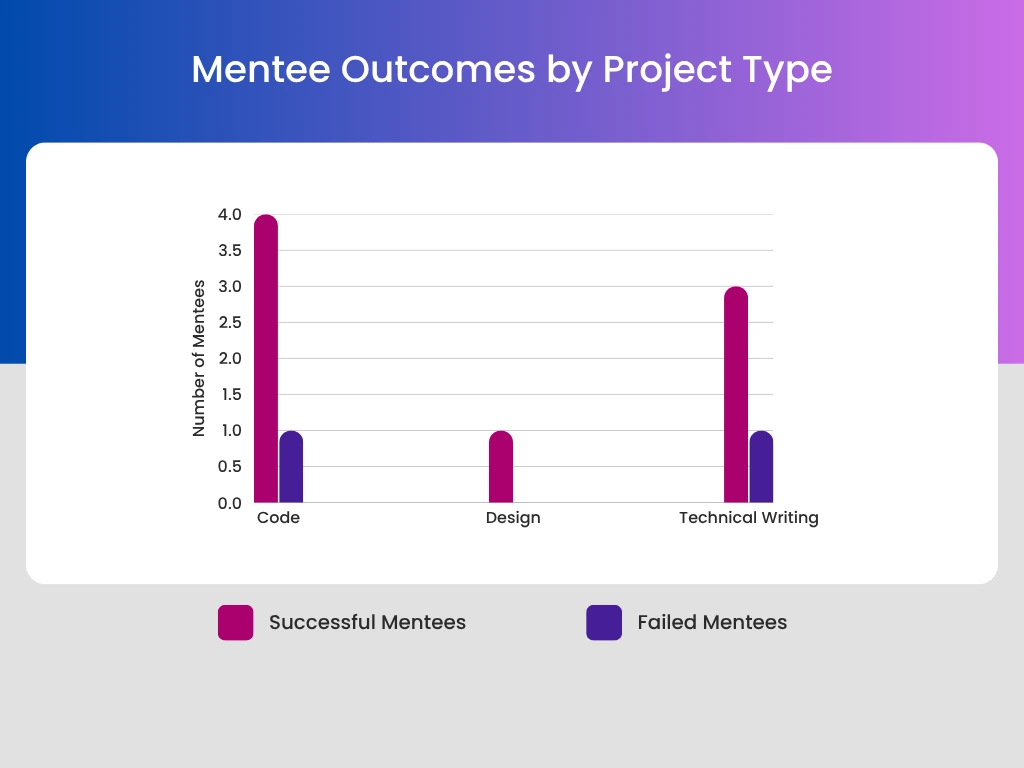 Mentee Outcomes by Project Type
Number of Mentees
4.0
3.5
3.0
2.5
2.0
1.5
1.0
0.5
0.0
Code
Design
Technical Writing
Successful Mentees
Failed Mentees